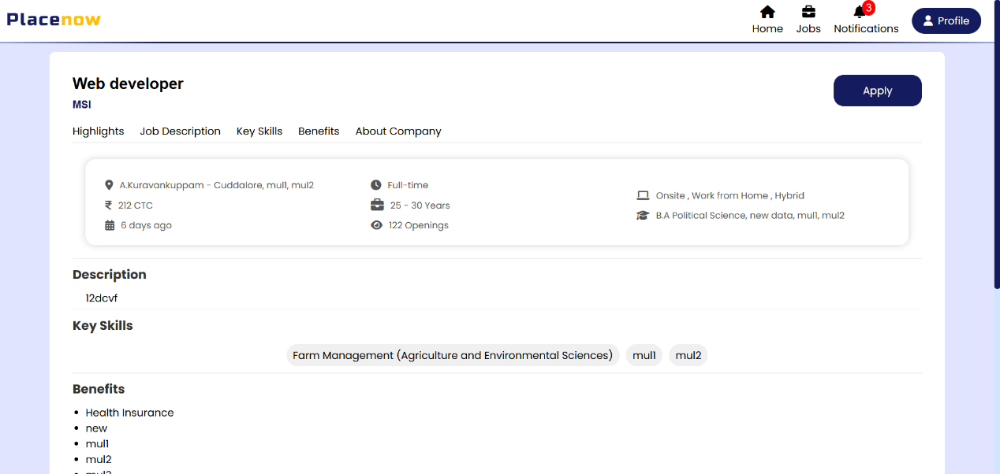 Placenow
Home
Jobs
3
Notifications
Profile
Web developer
MSI
Apply
Highlights
Job Description
Key Skills
Benefits
About Company
A.Kuravankuppam - Cuddalore, mul1, mul2
₹ 212 CTC
6 days ago
Full-time
25 - 30 Years
122 Openings
Onsite , Work from Home , Hybrid
B.A Political Science, new data, mul1, mul2
Description
12dcvf
Key Skills
Farm Management (Agriculture and Environmental Sciences)
mul1
mul2
Benefits
• Health Insurance
• new
• mul1
• mul2